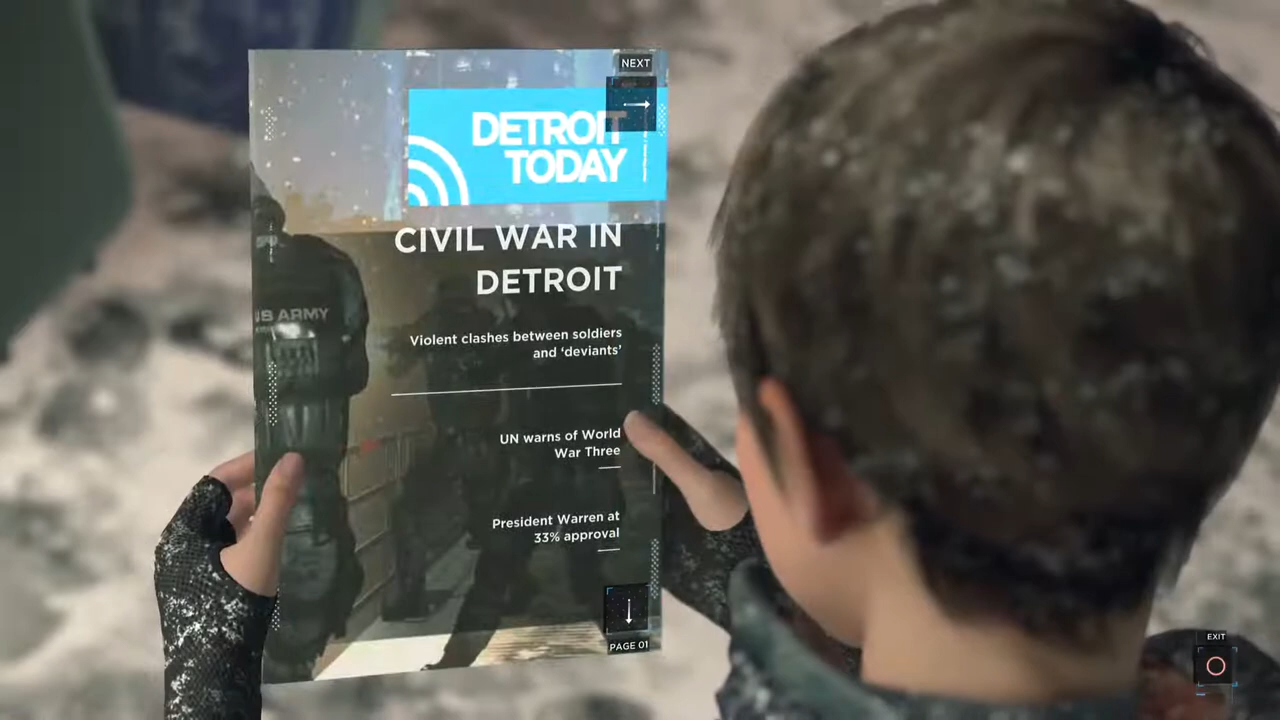 NEXT
DETROIT
TODAY
CIVIL WAR IN
DETROIT
Violent clashes between soldiers
and ‘deviants’
US ARMY
UN warns of World
War Three
President Warren at
33% approval
PAGE 01
EXIT